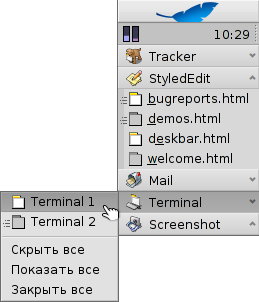 10:29
Tracker
StyledEdit
bugreports.html
demos.html
deskbar.html
welcome.html
Mail
Terminal
Screenshot
Terminal 1
Terminal 2
Скрыть все
Показать все
Закрыть все